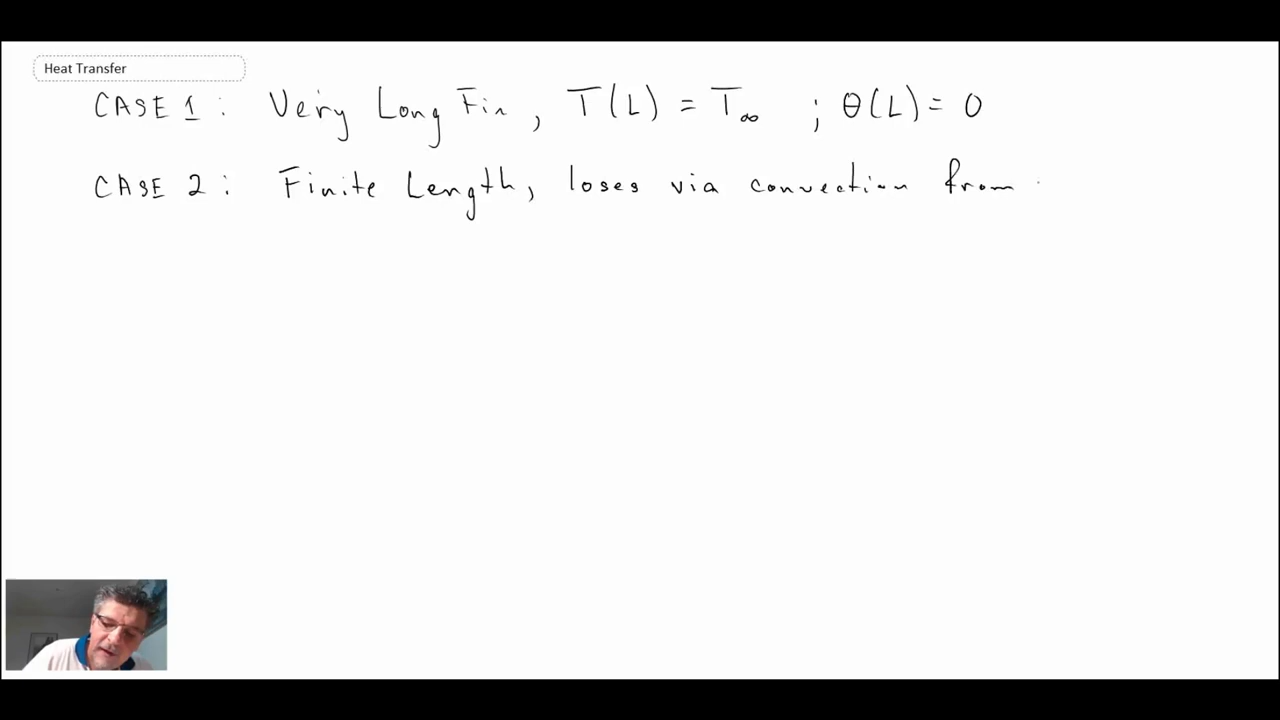 Heat Transfer
CASE 1: Very Long Fin, T(L) = T∞ ; θ(L) = 0
CASE 2: Finite Length, loses via convection from